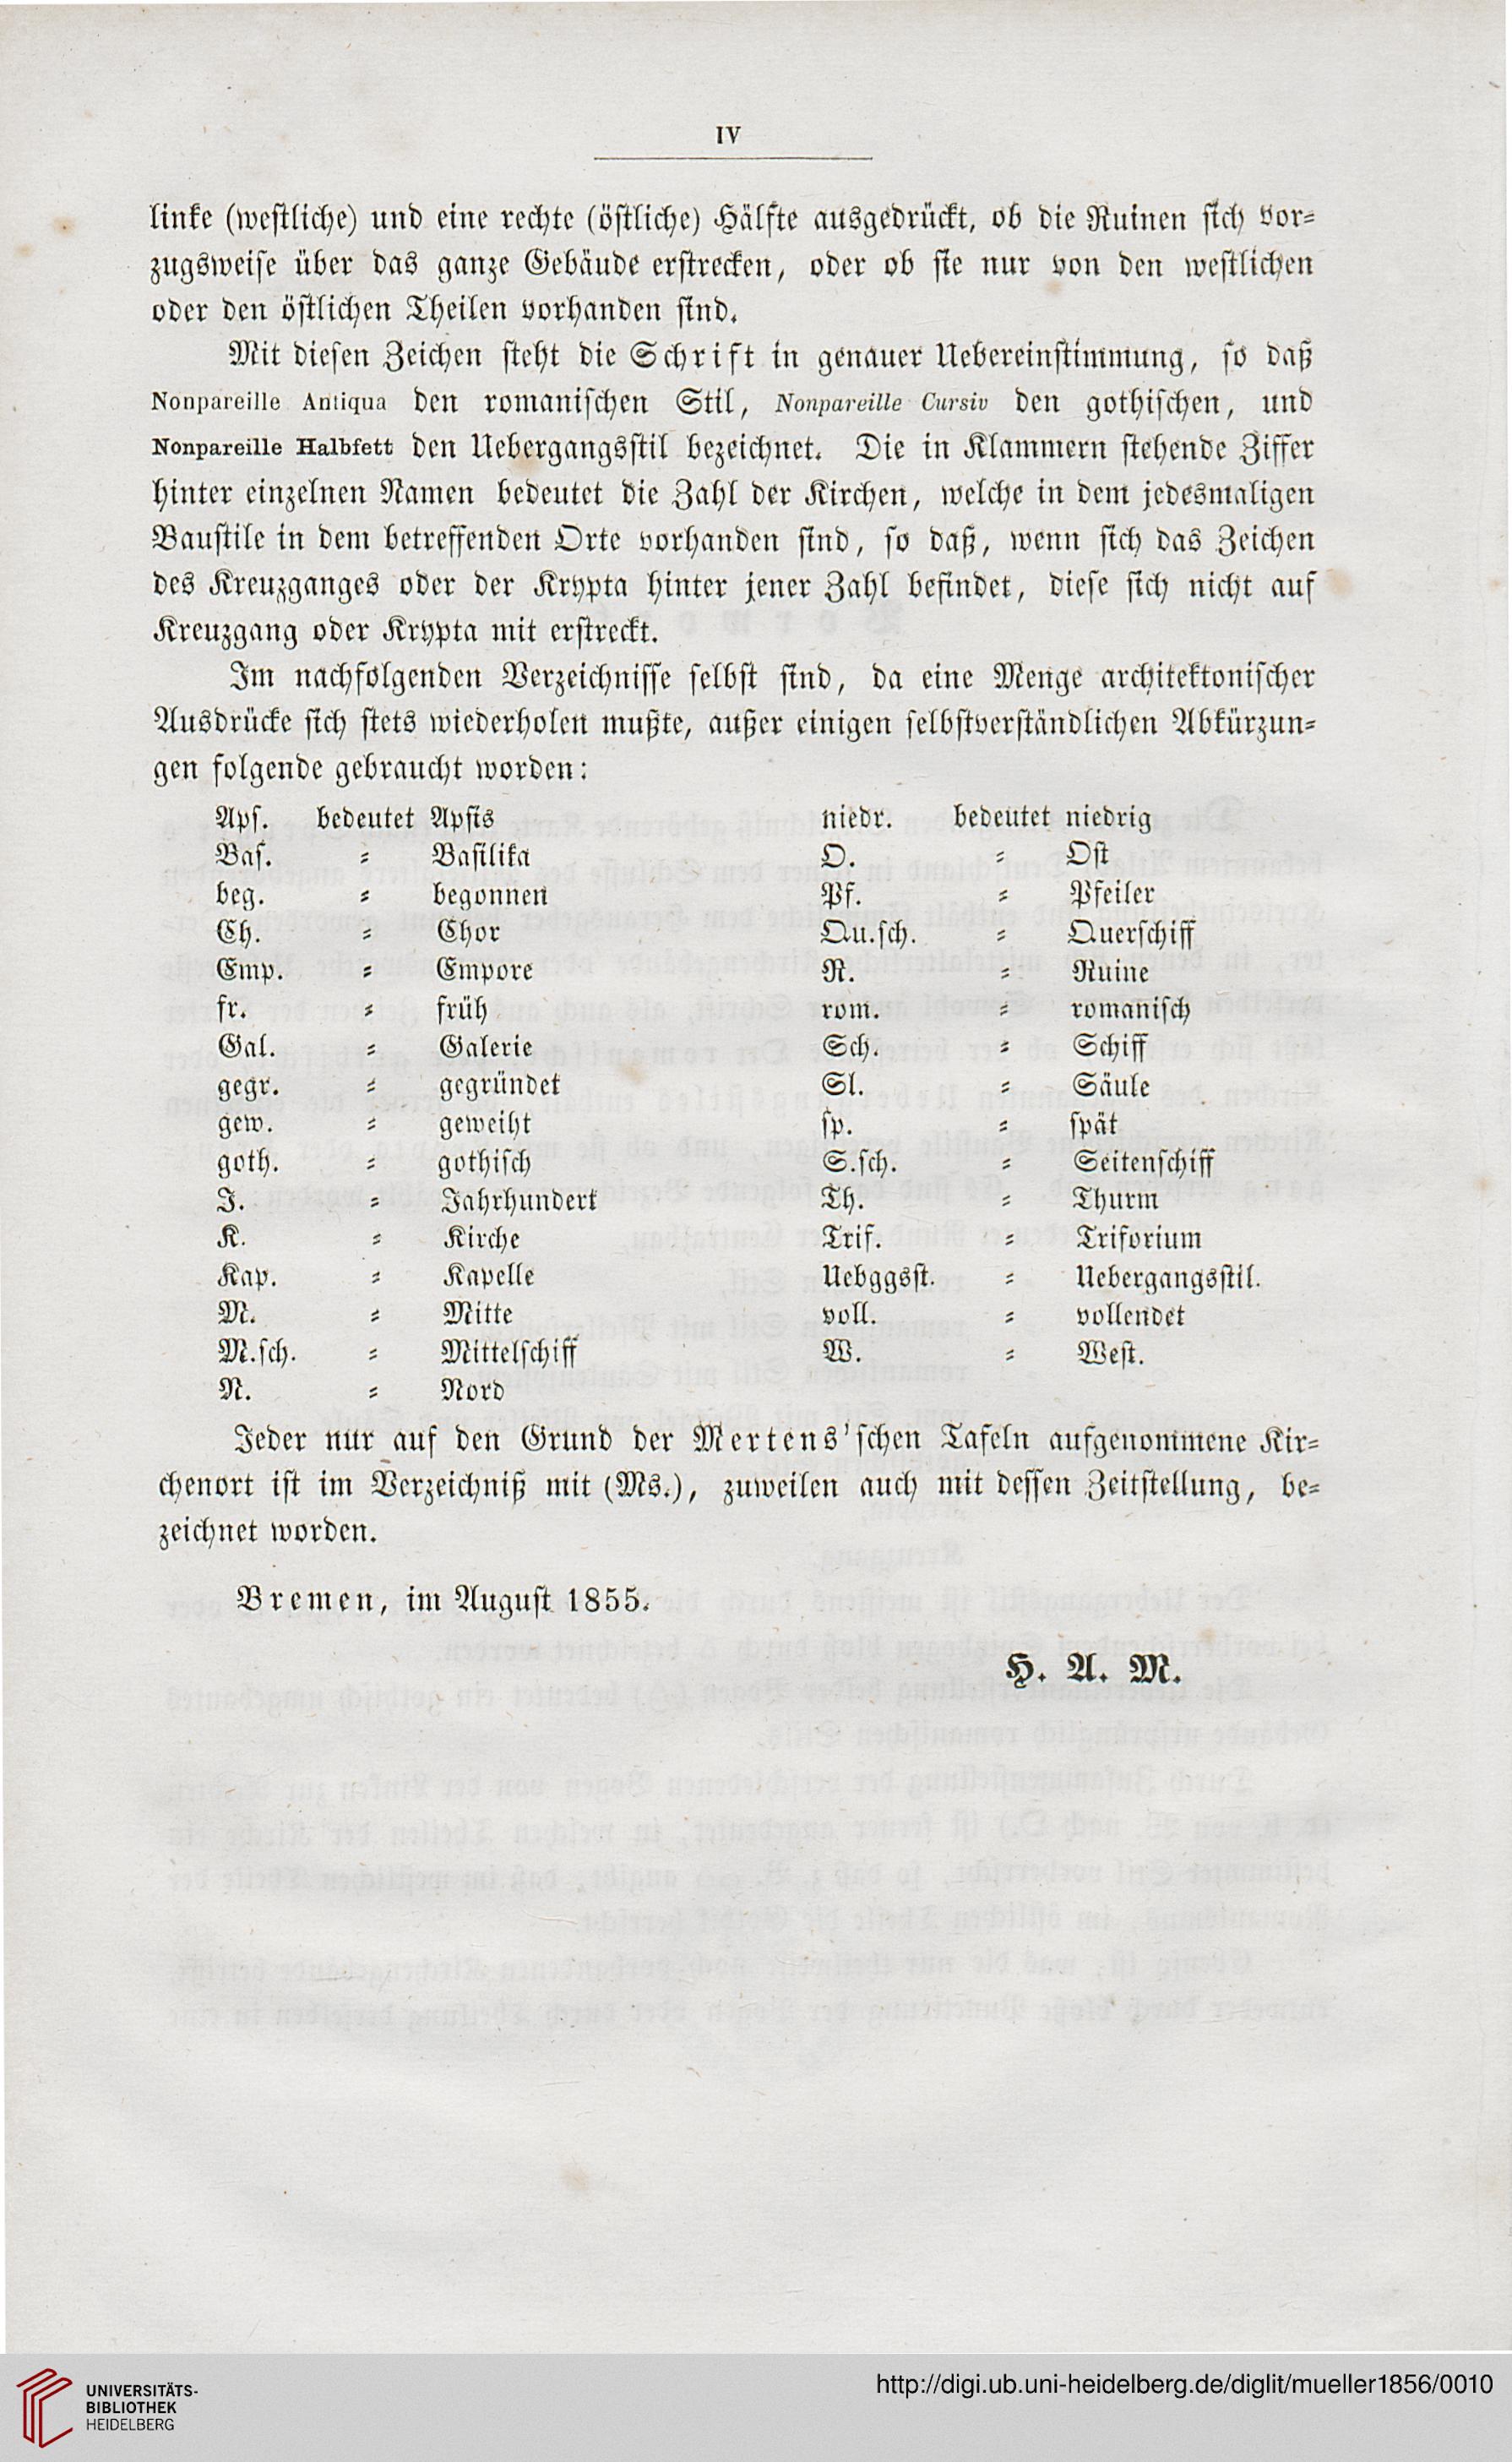 IV
linke (westliche) und eine rechte (östliche) Hälfte ausgedrückt, ob die Ruinen sich vor-
zugsweise über das ganze Gebäude erstrecken, oder ob sie nur von den westlichen
oder den östlichen Theilen vorhanden sind.
Mit diesen Zeichen steht die Schrift in genauer Uebereinstimmung, so daß
Nonpareille Antiqua den romanischen Stil, Nonpareille Cursiv den gothischen, und
Nonpareille Halbfett den Uebergangsstil bezeichnet. Die in Klammern stehende Ziffer
hinter einzelnen Namen bedeutet die Zahl der Kirchen, welche in dem jedesmaligen
Baustile in dem betreffenden Orte vorhanden sind, so daß, wenn sich das Zeichen
des Kreuzganges oder der Krypta hinter jener Zahl befindet, diese sich nicht auf
Kreuzgang oder Krypta mit erstreckt.
Im nachfolgenden Verzeichnisse selbst sind, da eine Menge architektonischer
Ausdrücke sich stets wiederholen mußte, außer einigen selbstverständlichen Abkürzun-
gen folgende gebraucht worden:
Aps. bedeutet Apsis
Bas. = Basilika
beg. = begonnen
Ch. = Chor
Emp. = Empore
fr. = früh
Gal. = Galerie
gegr. = gegründet
gew. = geweiht
goth. = gothisch
J. = Jahrhundert
K. = Kirche
Kap. = Kapelle
M. = Mitte
M.sch. = Mittelschiff
N. = Nord
niedr. bedeutet niedrig
O. = Ost
Pf. = Pfeiler
Qu.sch. = Querschiff
R. = Ruine
rom. = romanisch
Sch. = Schiff
Sl. = Säule
sp. = spät
S.sch. = Seitenschiff
Th. = Thurm
Trif. = Triforium
Uebggsst. = Uebergangsstil.
voll. = vollendet
W. = West.
Jeder nur auf den Grund der Mertens'schen Tafeln aufgenommene Kir-
chenort ist im Verzeichniß mit (Ms.), zuweilen auch mit dessen Zeitstellung, be-
zeichnet worden.
Bremen, im August 1855.
H. A. M.
UNIVERSITÄTS-
BIBLIOTHEK
HEIDELBERG
http://digi.ub.uni-heidelberg.de/diglit/mueller1856/0010